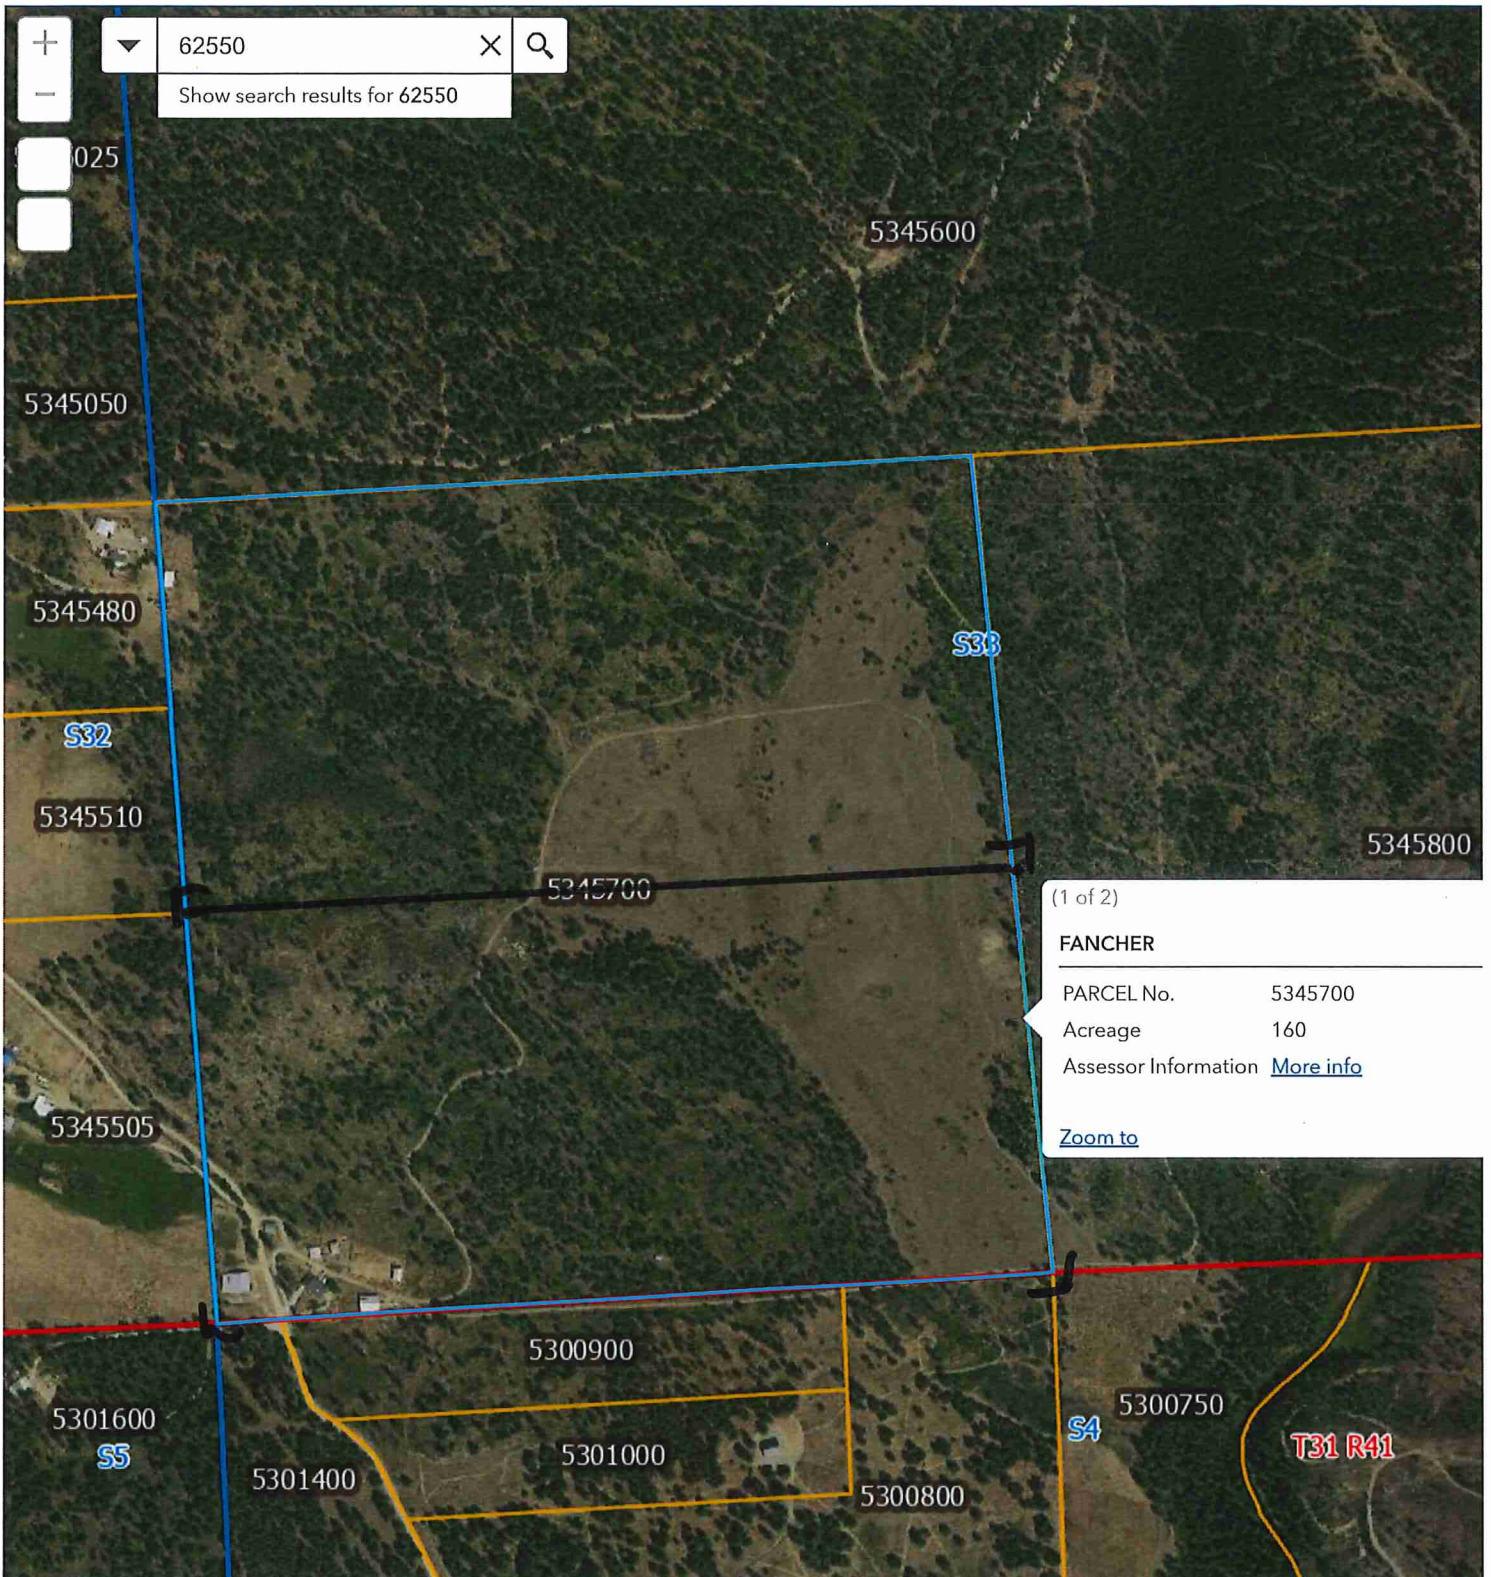 62550
Show search results for 62550
025
5345600
5345050
5345480
S33
S32
5345510
5345700
5345800
(1 of 2)
FANCHER
PARCEL No. 5345700
Acreage 160
Assessor Information More info
Zoom to
5345505
5300900
5301600
S5
5301400
5301000
5300800
5300750
S4
T31 R41